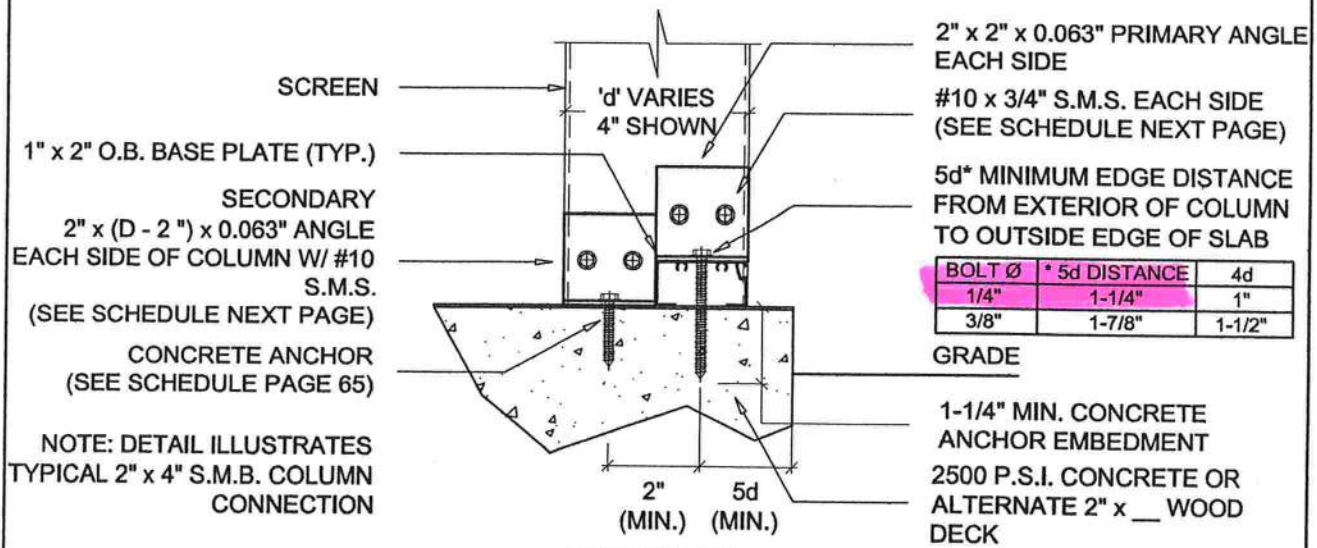 SCREEN
1" x 2" O.B. BASE PLATE (TYP.)
SECONDARY
2" x (D - 2 ") x 0.063" ANGLE
EACH SIDE OF COLUMN W/ #10
S.M.S.
(SEE SCHEDULE NEXT PAGE)
CONCRETE ANCHOR
(SEE SCHEDULE PAGE 65)
NOTE: DETAIL ILLUSTRATES
TYPICAL 2" x 4" S.M.B. COLUMN
CONNECTION
'd' VARIES
4" SHOWN
2"
(MIN.)
5d
(MIN.)
2" x 2" x 0.063" PRIMARY ANGLE
EACH SIDE
#10 x 3/4" S.M.S. EACH SIDE
(SEE SCHEDULE NEXT PAGE)
5d* MINIMUM EDGE DISTANCE
FROM EXTERIOR OF COLUMN
TO OUTSIDE EDGE OF SLAB
BOLT Ø * 5d DISTANCE 4d
1/4" 1-1/4" 1"
3/8" 1-7/8" 1-1/2"
GRADE
1-1/4" MIN. CONCRETE
ANCHOR EMBEDMENT
2500 P.S.I. CONCRETE OR
ALTERNATE 2" x __ WOOD
DECK